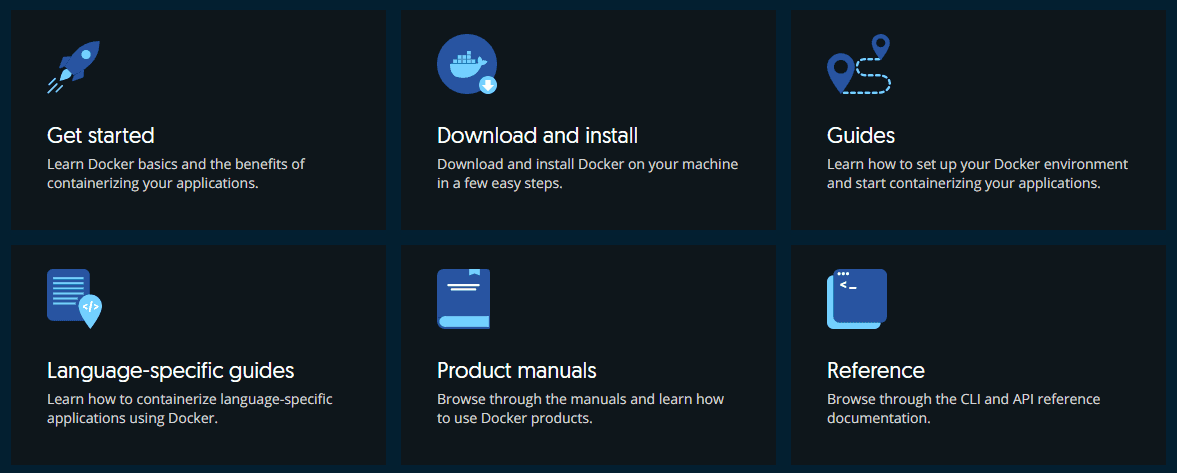 Get started
Learn Docker basics and the benefits of
containerizing your applications.
Download and install
Download and install Docker on your machine
in a few easy steps.
Guides
Learn how to set up your Docker environment
and start containerizing your applications.
</>
Language-specific guides
Learn how to containerize language-specific
applications using Docker.
Product manuals
Browse through the manuals and learn how
to use Docker products.
<_
Reference
Browse through the CLI and API reference
documentation.